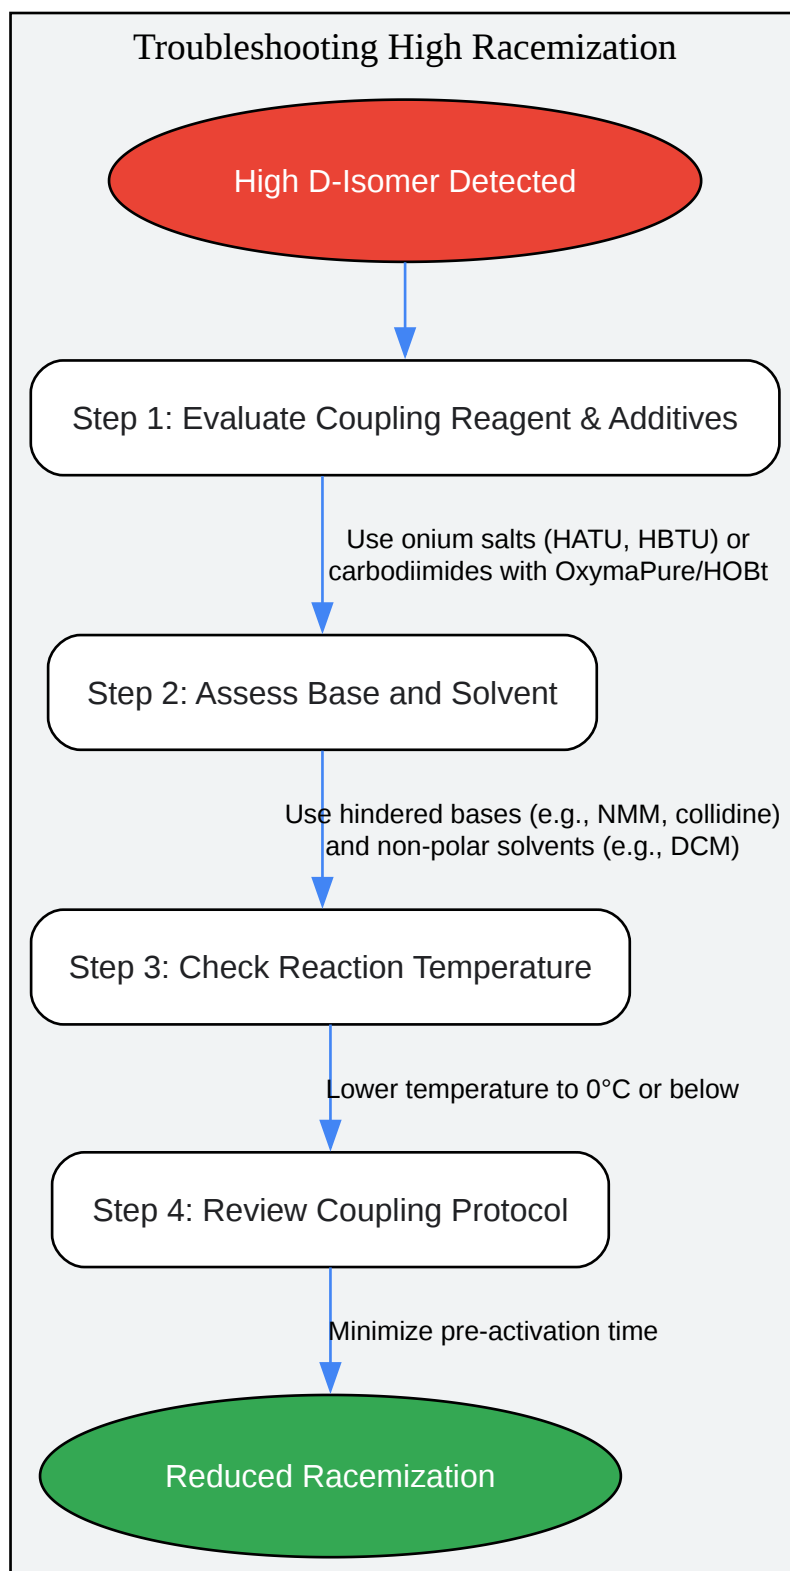 Troubleshooting High Racemization
High D-Isomer Detected
Step 1: Evaluate Coupling Reagent & Additives
Use onium salts (HATU, HBTU) or
carbodiimides with OxymaPure/HOBt
Step 2: Assess Base and Solvent
Use hindered bases (e.g., NMM, collidine)
and non-polar solvents (e.g., DCM)
Step 3: Check Reaction Temperature
Lower temperature to 0°C or below
Step 4: Review Coupling Protocol
Minimize pre-activation time
Reduced Racemization